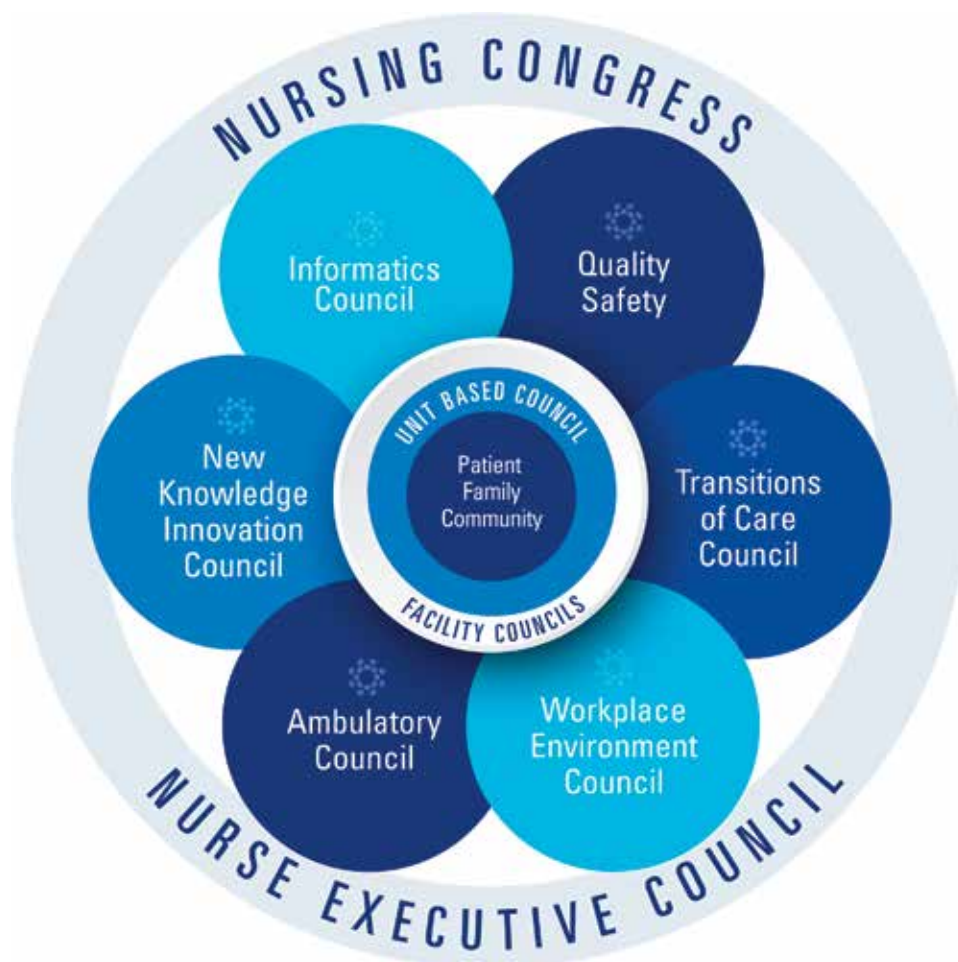 NURSING CONGRESS
Informatics
Council
Quality
Safety
New
Knowledge
Innovation
Council
UNIT BASED COUNCIL
Patient
Family
Community
FACILITY COUNCILS
Transitions
of Care
Council
Ambulatory
Council
Workplace
Environment
Council
NURSE EXECUTIVE COUNCIL